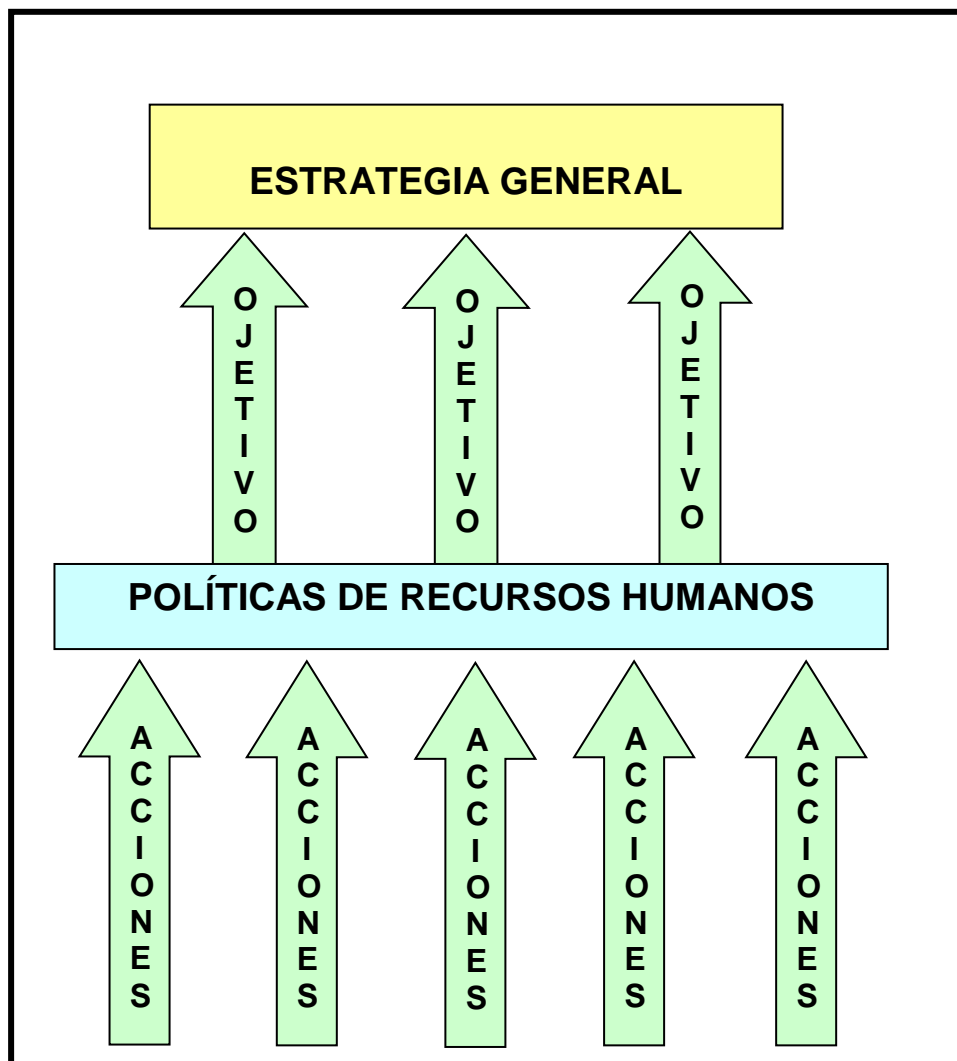 ESTRATEGIA GENERAL
OJETIVO
OJETIVO
OJETIVO
POLÍTICAS DE RECURSOS HUMANOS
ACCIONES
ACCIONES
ACCIONES
ACCIONES
ACCIONES